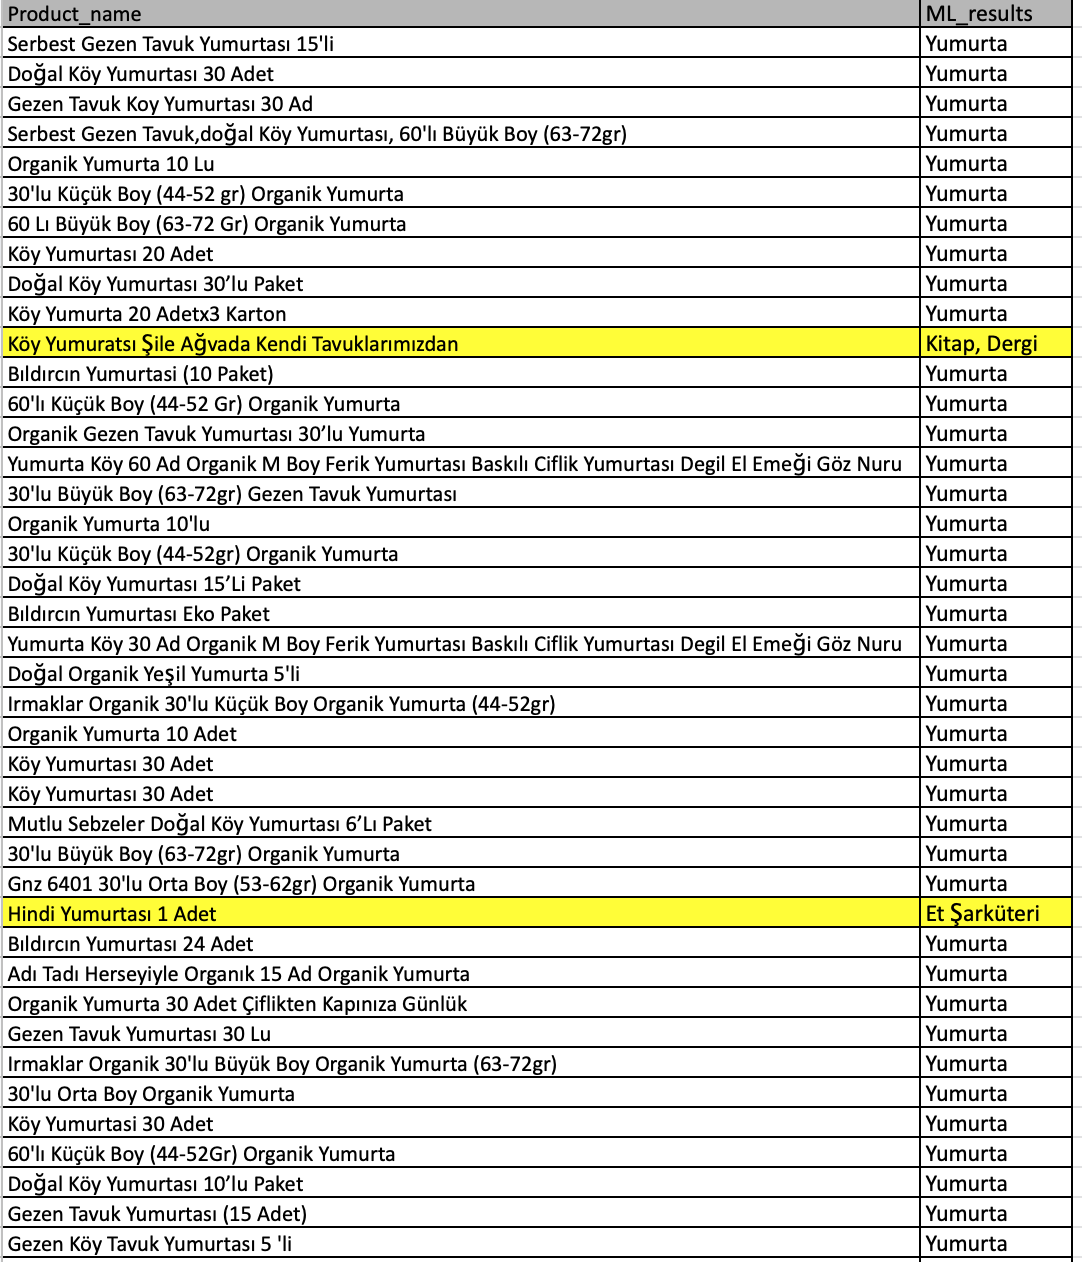 Product_name ML_results
Serbest Gezen Tavuk Yumurtası 15'li Yumurta
Doğal Köy Yumurtası 30 Adet Yumurta
Gezen Tavuk Koy Yumurtası 30 Ad Yumurta
Serbest Gezen Tavuk,doğal Köy Yumurtası, 60'lı Büyük Boy (63-72gr) Yumurta
Organik Yumurta 10 Lu Yumurta
30'lu Küçük Boy (44-52 gr) Organik Yumurta Yumurta
60 Lı Büyük Boy (63-72 Gr) Organik Yumurta Yumurta
Köy Yumurtası 20 Adet Yumurta
Doğal Köy Yumurtası 30’lu Paket Yumurta
Köy Yumurta 20 Adetx3 Karton Yumurta
Köy Yumuratsı Şile Ağvada Kendi Tavuklarımızdan Kitap, Dergi
Bıldırcın Yumurtasi (10 Paket) Yumurta
60'lı Küçük Boy (44-52 Gr) Organik Yumurta Yumurta
Organik Gezen Tavuk Yumurtası 30’lu Yumurta Yumurta
Yumurta Köy 60 Ad Organik M Boy Ferik Yumurtası Baskılı Ciflik Yumurtası Degil El Emeği Göz Nuru Yumurta
30'lu Büyük Boy (63-72gr) Gezen Tavuk Yumurtası Yumurta
Organik Yumurta 10'lu Yumurta
30'lu Küçük Boy (44-52gr) Organik Yumurta Yumurta
Doğal Köy Yumurtası 15’Li Paket Yumurta
Bıldırcın Yumurtası Eko Paket Yumurta
Yumurta Köy 30 Ad Organik M Boy Ferik Yumurtası Baskılı Ciflik Yumurtası Degil El Emeği Göz Nuru Yumurta
Doğal Organik Yeşil Yumurta 5'li Yumurta
Irmaklar Organik 30'lu Küçük Boy Organik Yumurta (44-52gr) Yumurta
Organik Yumurta 10 Adet Yumurta
Köy Yumurtası 30 Adet Yumurta
Köy Yumurtası 30 Adet Yumurta
Mutlu Sebzeler Doğal Köy Yumurtası 6’Lı Paket Yumurta
30'lu Büyük Boy (63-72gr) Organik Yumurta Yumurta
Gnz 6401 30'lu Orta Boy (53-62gr) Organik Yumurta Yumurta
Hindi Yumurtası 1 Adet Et Şarküteri
Bıldırcın Yumurtası 24 Adet Yumurta
Adı Tadı Herseyiyle Organık 15 Ad Organik Yumurta Yumurta
Organik Yumurta 30 Adet Çiflikten Kapınıza Günlük Yumurta
Gezen Tavuk Yumurtası 30 Lu Yumurta
Irmaklar Organik 30'lu Büyük Boy Organik Yumurta (63-72gr) Yumurta
30'lu Orta Boy Organik Yumurta Yumurta
Köy Yumurtasi 30 Adet Yumurta
60'lı Küçük Boy (44-52Gr) Organik Yumurta Yumurta
Doğal Köy Yumurtası 10’lu Paket Yumurta
Gezen Tavuk Yumurtası (15 Adet) Yumurta
Gezen Köy Tavuk Yumurtası 5 'li Yumurta